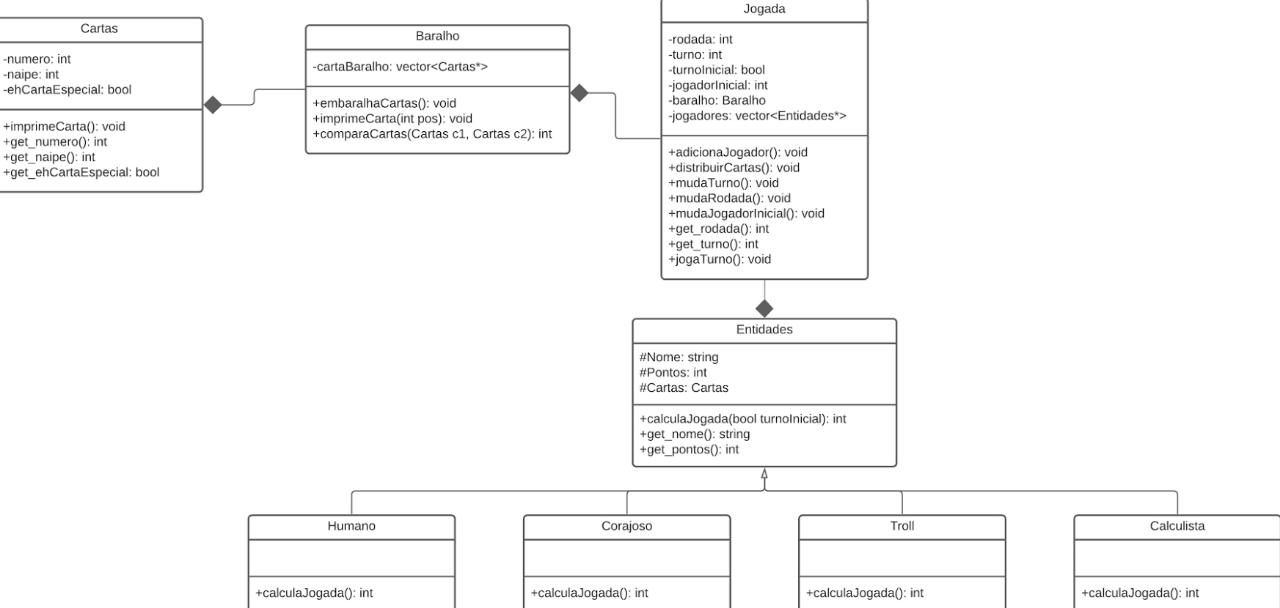 Cartas
-numero: int
-naipe: int
-ehCartaEspecial: bool
+imprimeCarta(): void
+get_numero(): int
+get_naipe(): int
+get_ehCartaEspecial: bool
Baralho
-cartaBaralho: vector<Cartas*>
+embaralhaCartas(): void
+imprimeCarta(int pos): void
+comparaCartas(Cartas c1, Cartas c2): int
Jogada
-rodada: int
-turno: int
-turnoInicial: bool
-jogadorInicial: int
-baralho: Baralho
-jogadores: vector<Entidades*>
+adicionaJogador(): void
+distribuirCartas(): void
+mudaTurno(): void
+mudaRodada(): void
+mudaJogadorInicial(): void
+get_rodada(): int
+get_turno(): int
+jogaTurno(): void
Entidades
#Nome: string
#Pontos: int
#Cartas: Cartas
+calculaJogada(bool turnoInicial): int
+get_nome(): string
+get_pontos(): int
Humano
+calculaJogada(): int
Corajoso
+calculaJogada(): int
Troll
+calculaJogada(): int
Calculista
+calculaJogada(): int